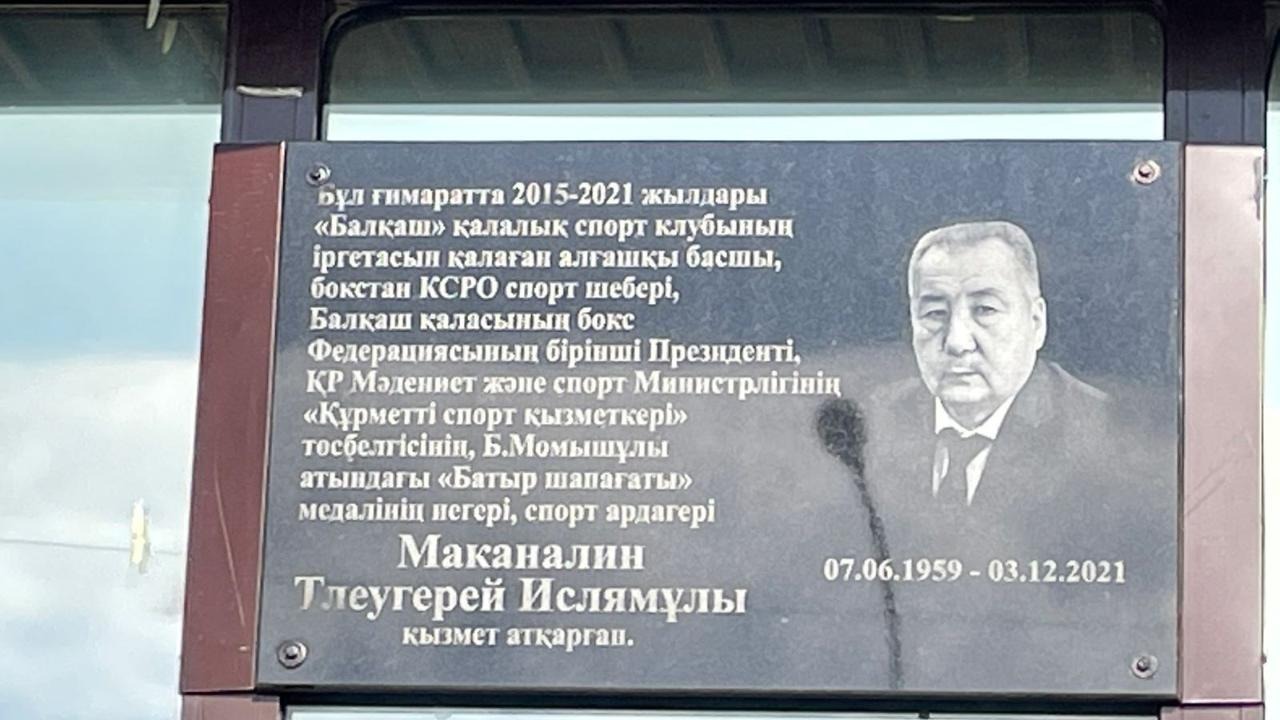 Бұл ғимаратта 2015-2021 жылдары
«Балқаш» қалалық спорт клубының
іргетасын қалаған алғашқы басшы,
бокстан КСРО спорт шебері,
Балқаш қаласының бокс
Федерациясының бірінші Президенті,
ҚР Мәдениет және спорт Министрлігінің
«Құрметті спорт қызметкері»
төсбелгісінің, Б.Момышұлы
атындағы «Батыр шапағаты»
медалінің иегері, спорт ардагері
Маканалин
Тлеугерей Ислямұлы
қызмет атқарған.
07.06.1959 - 03.12.2021